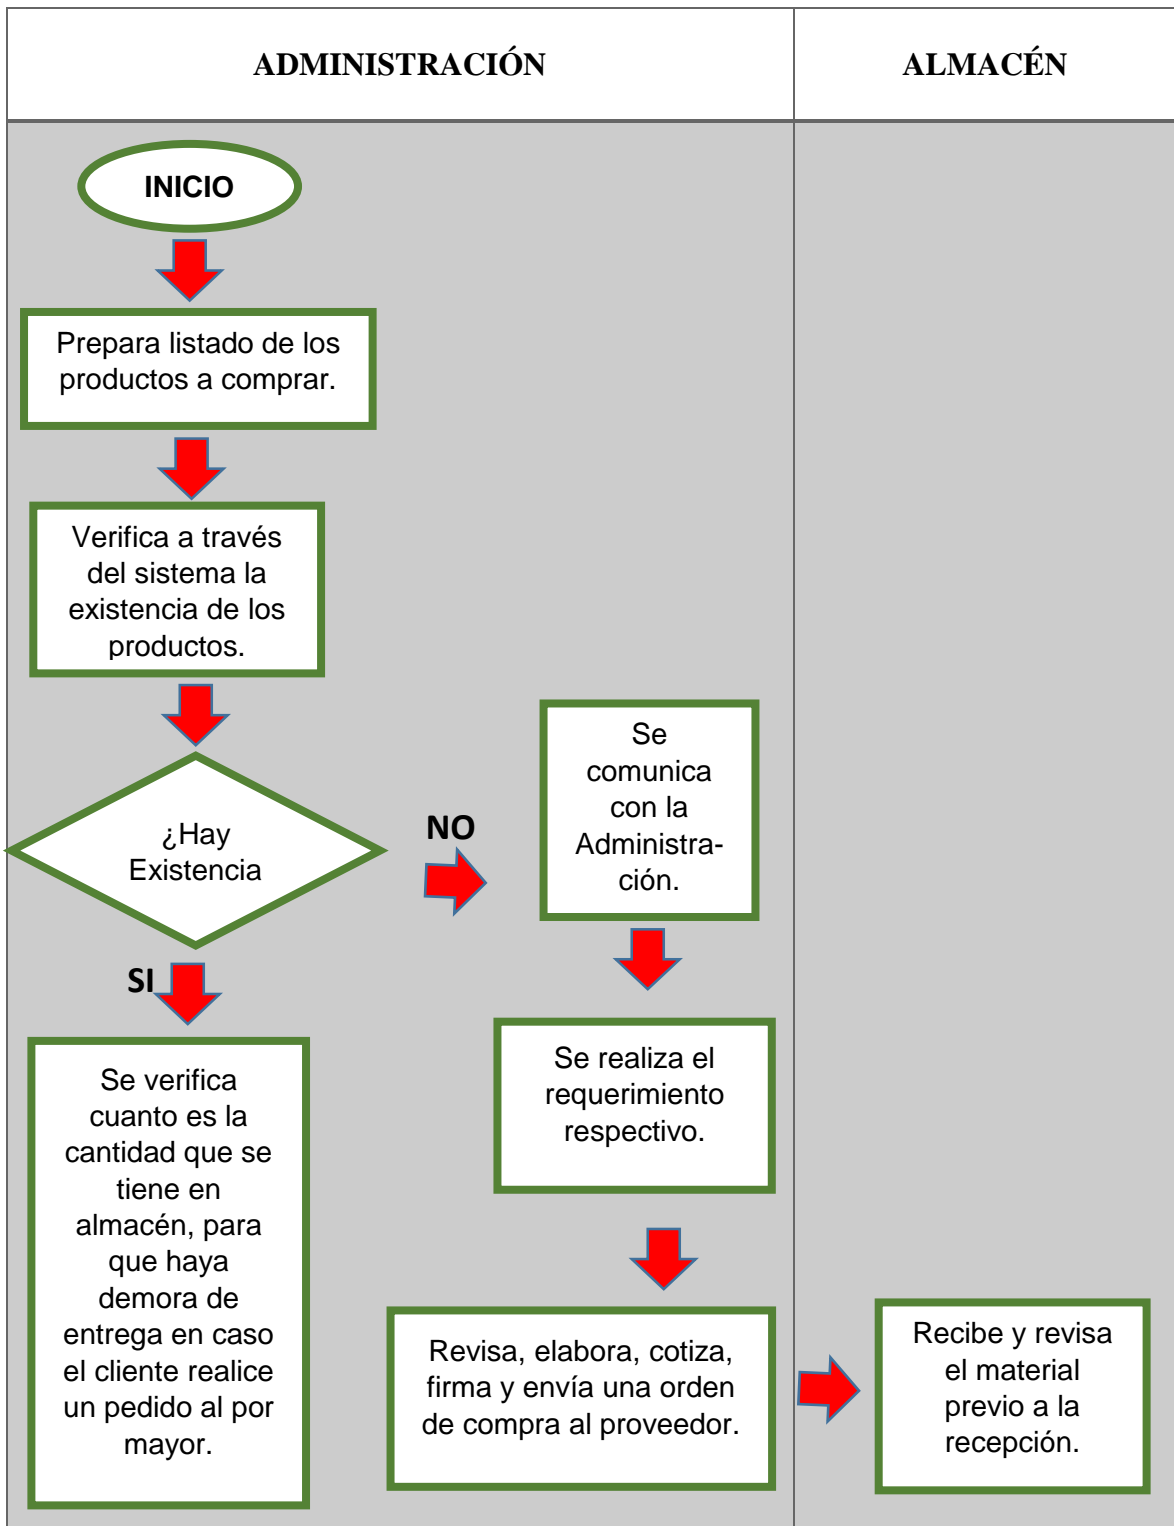 ADMINISTRACIÓN
ALMACÉN
INICIO
Prepara listado de los
productos a comprar.
Verifica a través
del sistema la
existencia de los
productos.
¿Hay
Existencia
NO
Se
comunica
con la
Administra-
ción.
SI
Se verifica
cuanto es la
cantidad que se
tiene en
almacén, para
que haya
demora de
entrega en caso
el cliente realice
un pedido al por
mayor.
Se realiza el
requerimiento
respectivo.
Revisa, elabora, cotiza,
firma y envía una orden
de compra al proveedor.
Recibe y revisa
el material
previo a la
recepción.